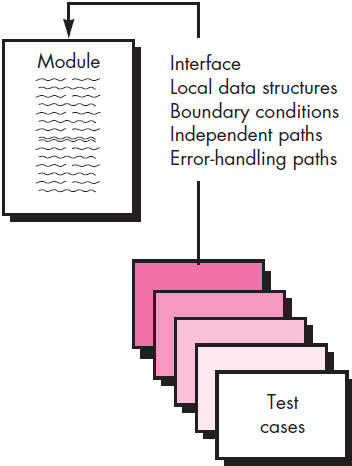 Module
Interface
Local data structures
Boundary conditions
Independent paths
Error-handling paths
Test
cases